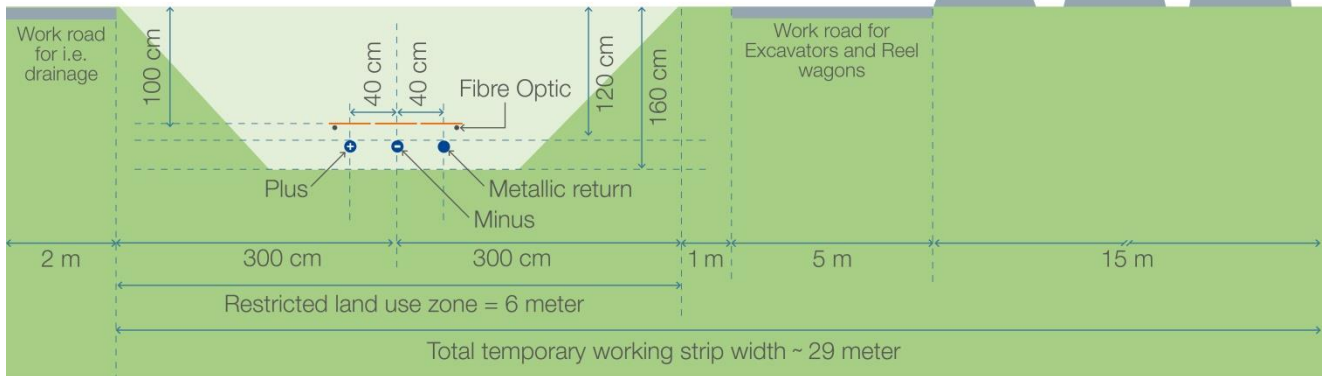 Work road
for i.e.
drainage
100 cm
40 cm
40 cm
Fibre Optic
120 cm
160 cm
Work road for
Excavators and Reel
wagons
+
-
Plus
Metallic return
Minus
2 m
300 cm
300 cm
1 m
5 m
15 m
Restricted land use zone = 6 meter
Total temporary working strip width ~ 29 meter